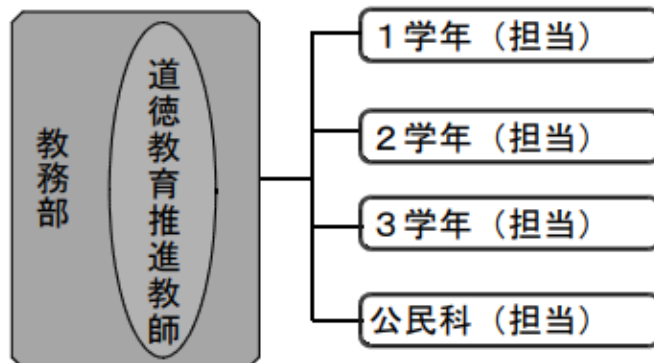 教務部
道徳教育推進教師
１学年（担当）
２学年（担当）
３学年（担当）
公民科（担当）